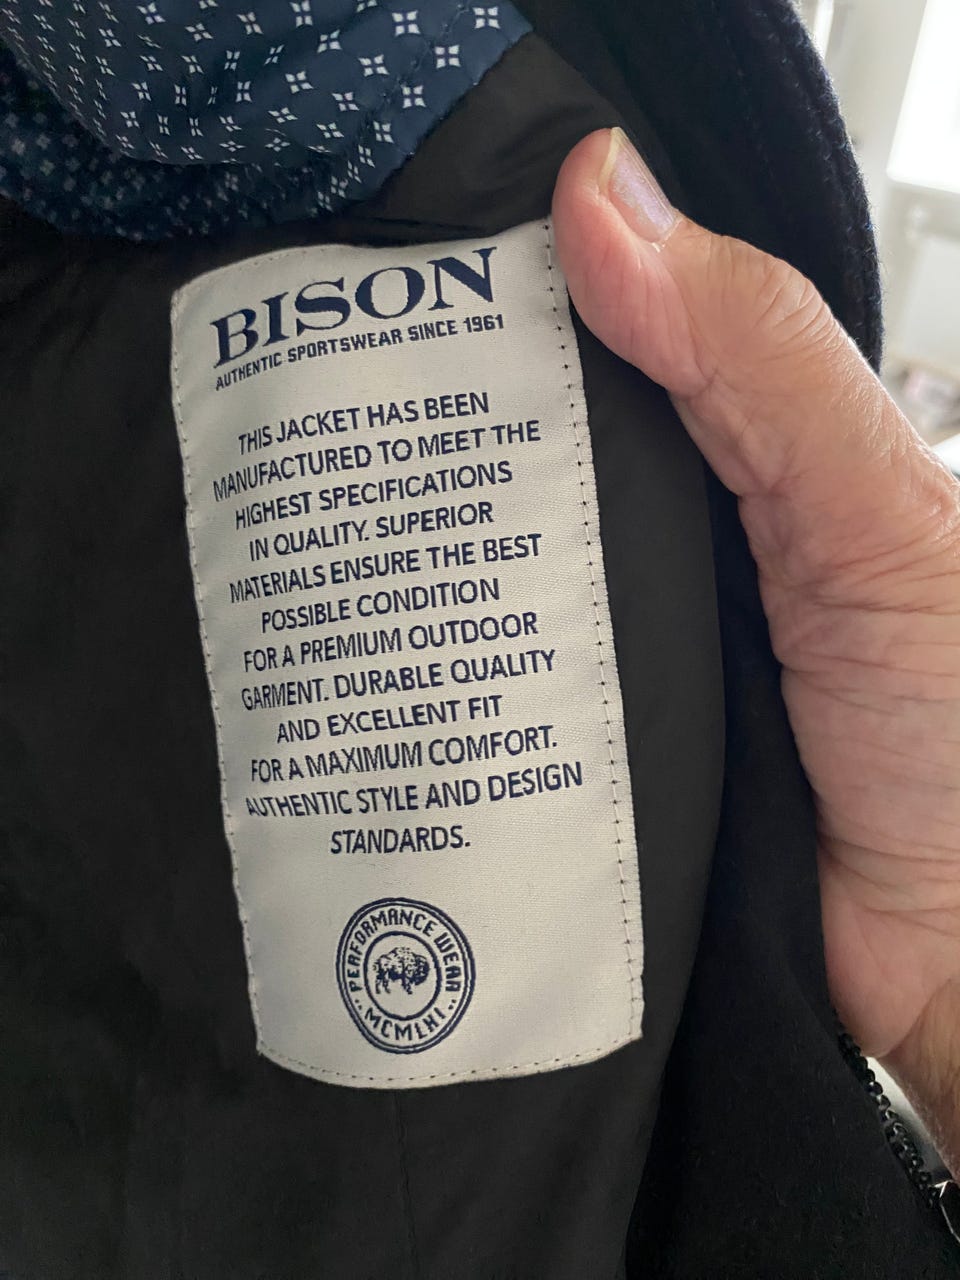 BISON
AUTHENTIC SPORTSWEAR SINCE 1961
THIS JACKET HAS BEEN
MANUFACTURED TO MEET THE
HIGHEST SPECIFICATIONS
IN QUALITY. SUPERIOR
MATERIALS ENSURE THE BEST
POSSIBLE CONDITION
FOR A PREMIUM OUTDOOR
GARMENT. DURABLE QUALITY
AND EXCELLENT FIT
FOR A MAXIMUM COMFORT.
AUTHENTIC STYLE AND DESIGN
STANDARDS.
PERFORMANCE WEAR
MCMLXI